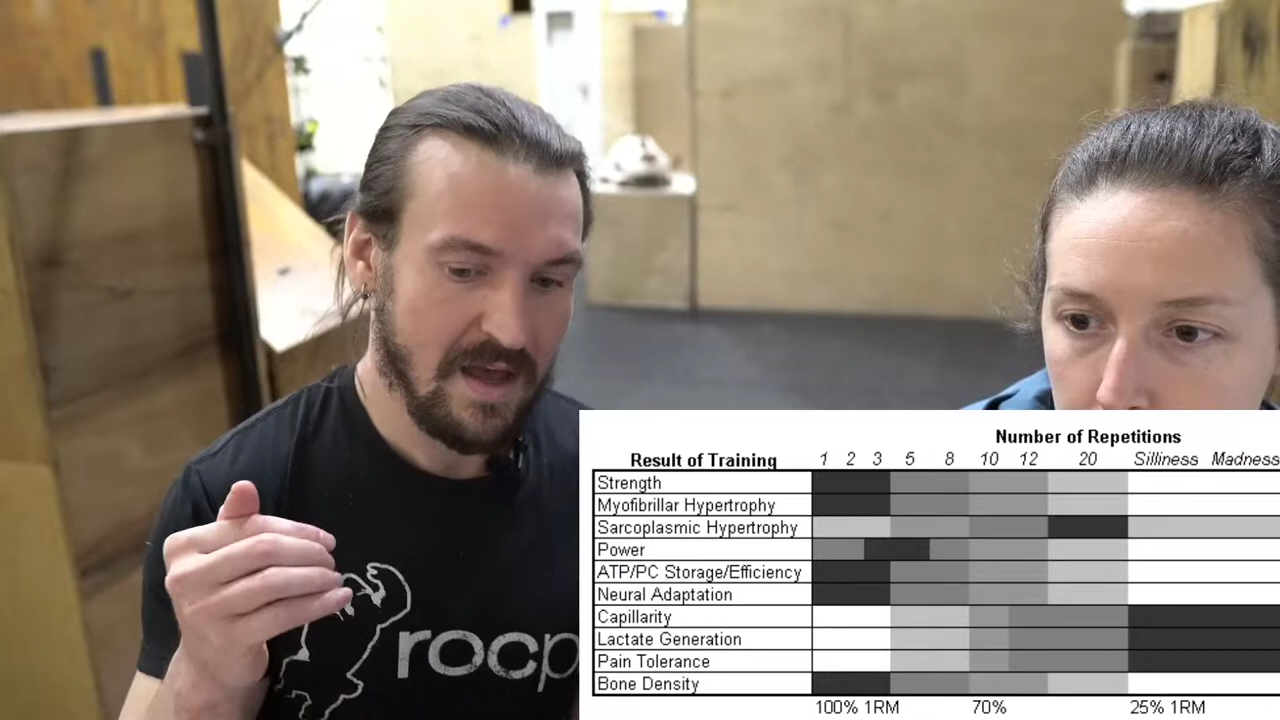 rocp
Number of Repetitions
Result of Training 1 2 3 5 8 10 12 20 Silliness Madness
Strength
Myofibrillar Hypertrophy
Sarcoplasmic Hypertrophy
Power
ATP/PC Storage/Efficiency
Neural Adaptation
Capillarity
Lactate Generation
Pain Tolerance
Bone Density
100% 1RM 70% 25% 1RM